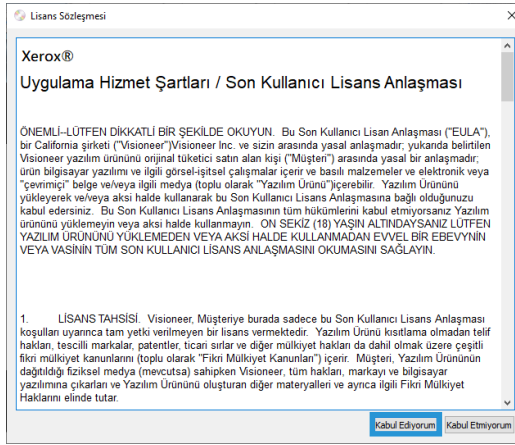 Lisans Sözleşmesi
Xerox®
Uygulama Hizmet Şartları / Son Kullanıcı Lisans Anlaşması
ÖNEMLİ--LÜTFEN DİKKATLİ BİR ŞEKİLDE OKUYUN. Bu Son Kullanıcı Lisan Anlaşması ("EULA"),
bir California şirketi ("Visioneer")Visioneer Inc. ve sizin arasında yasal anlaşmadır; yukarıda belirtilen
Visioneer yazılım ürününü orijinal tüketici satın alan kişi ("Müşteri") arasında yasal bir anlaşmadır;
ürün bilgisayar yazılımı ve ilgili görsel-işitsel çalışmalar içerir ve basılı malzemeler ve elektronik veya
"çevrimiçi" belge ve/veya ilgili medya (toplu olarak "Yazılım Ürünü")içerebilir. Yazılım Ürününü
yükleyerek ve/veya aksi halde kullanarak bu Son Kullanıcı Lisans Anlaşmasına bağlı olduğunuzu
kabul edersiniz. Bu Son Kullanıcı Lisans Anlaşmasının tüm hükümlerini kabul etmiyorsanız Yazılım
ürününü yüklemeyin veya aksi halde kullanmayın. ON SEKİZ (18) YAŞIN ALTINDAYSANIZ LÜTFEN
YAZILIM ÜRÜNÜNÜ YÜKLEMEDEN VEYA AKSİ HALDE KULLANMADAN EVVEL BİR EBEVYNİN
VEYA VASİNİN TÜM SON KULLANICI LİSANS ANLAŞMASINI OKUMASINI SAĞLAYIN.
1. LİSANS TAHSİSİ. Visioneer, Müşteriye burada sadece bu Son Kullanıcı Lisans Anlaşması
koşulları uyarınca tam yetki verilmeyen bir lisans vermektedir. Yazılım Ürünü kısıtlama olmadan telif
hakları, tescilli markalar, patentler, ticari sırlar ve diğer mülkiyet hakları da dahil olmak üzere çeşitli
fikri mülkiyet kanunlarını (toplu olarak "Fikri Mülkiyet Kanunları") içerir. Müşteri, Yazılım Ürününün
dağıtıldığı fiziksel medya (mevcutsa) sahipken Visioneer, tüm hakları, markayı ve bilgisayar
yazılımına çıkarları ve Yazılım Ürününü oluşturan diğer materyalleri ve ayrıca ilgili Fikri Mülkiyet
Haklarını elinde tutar.
Kabul Ediyorum Kabul Etmiyorum